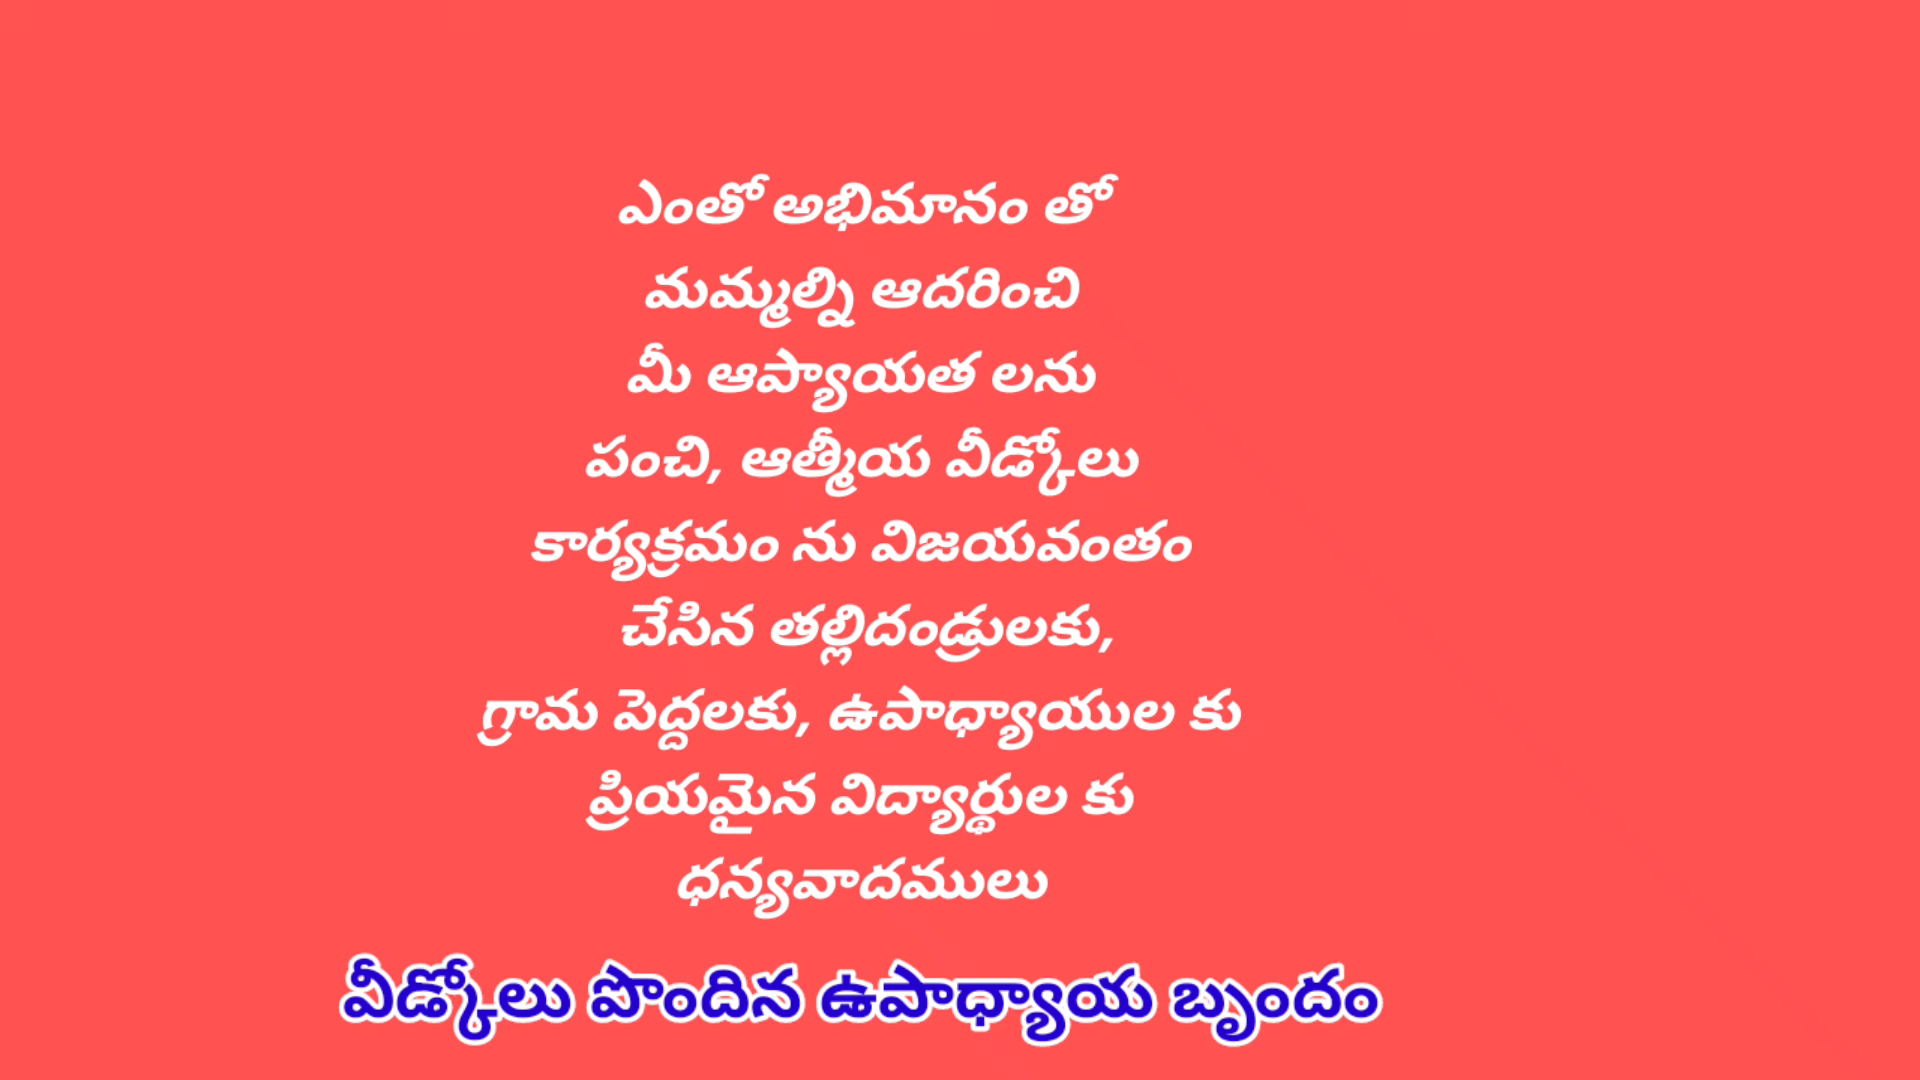 ఎంతో అభిమానం తో
మమ్మల్ని ఆదరించి
మీ ఆప్యాయత లను
పంచి, ఆత్మీయ వీడ్కోలు
కార్యక్రమం ను విజయవంతం
చేసిన తల్లిదండ్రులకు,
గ్రామ పెద్దలకు, ఉపాధ్యాయుల కు
ప్రియమైన విద్యార్థుల కు
ధన్యవాదములు
వీడ్కోలు పొందిన ఉపాధ్యాయ బృందం